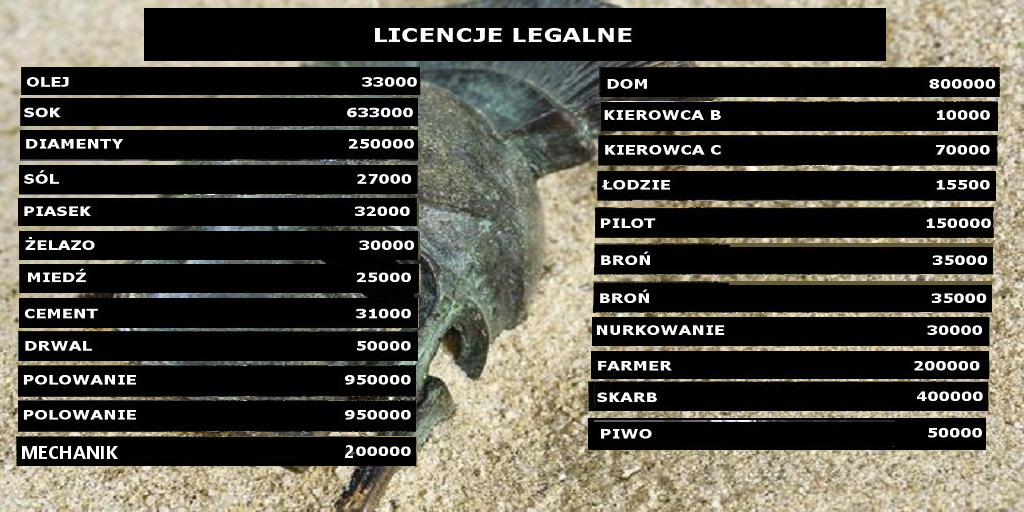 LICENCJE LEGALNE
OLEJ 33000
SOK 633000
DIAMENTY 250000
SÓL 27000
PIASEK 32000
ŻELAZO 30000
MIEDŹ 25000
CEMENT 31000
DRWAL 50000
POLOWANIE 950000
POLOWANIE 950000
MECHANIK 200000
DOM 800000
KIEROWCA B 10000
KIEROWCA C 70000
ŁODZIE 15500
PILOT 150000
BROŃ 35000
BROŃ 35000
NURKOWANIE 30000
FARMER 200000
SKARB 400000
PIWO 50000